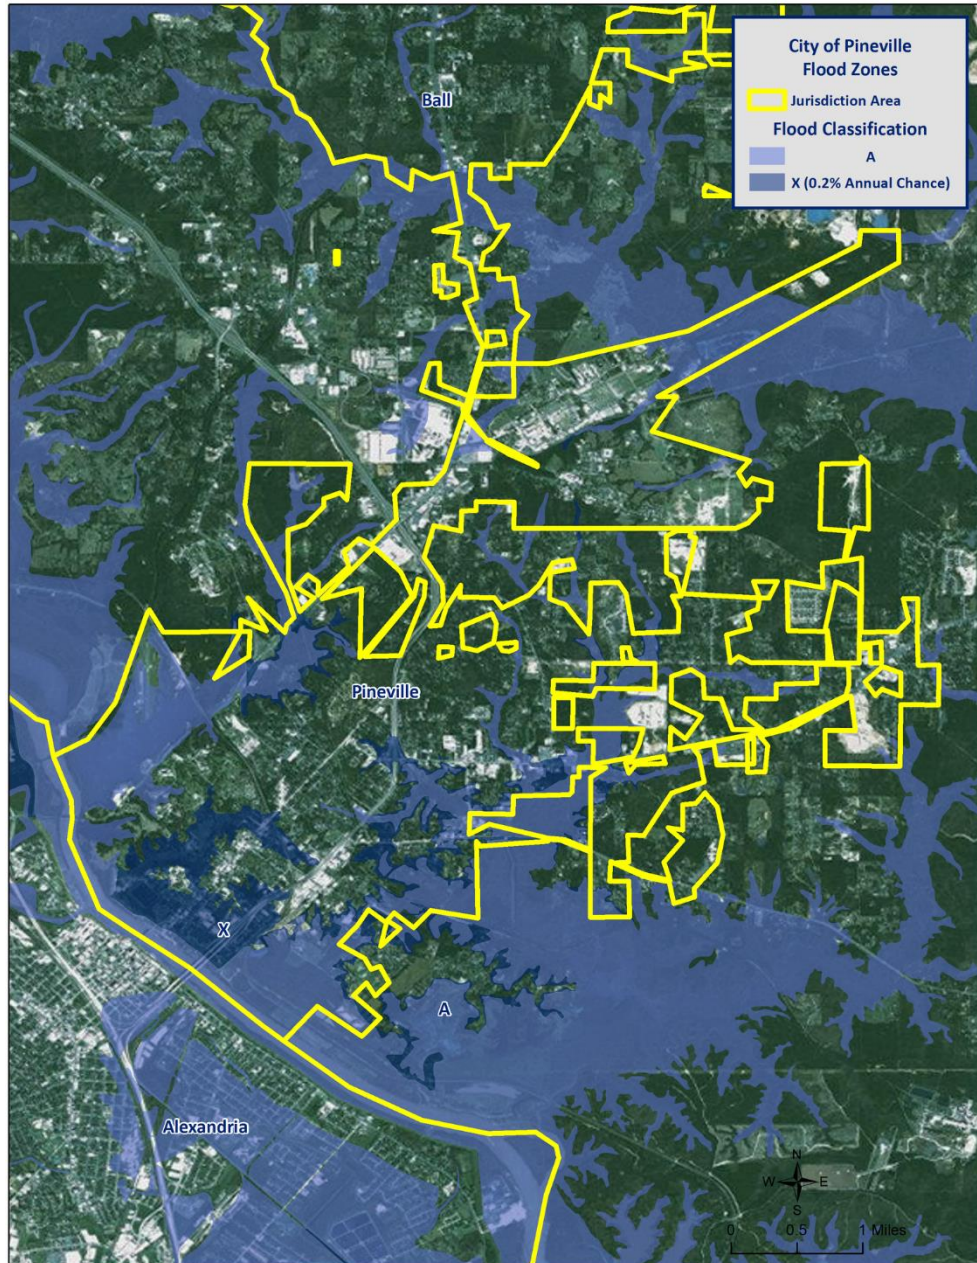 City of Pineville
Flood Zones
Jurisdiction Area
Flood Classification
A
X (0.2% Annual Chance)
Ball
Pineville
X
A
Alexandria
N
W E
S
0 0.5 1 Miles